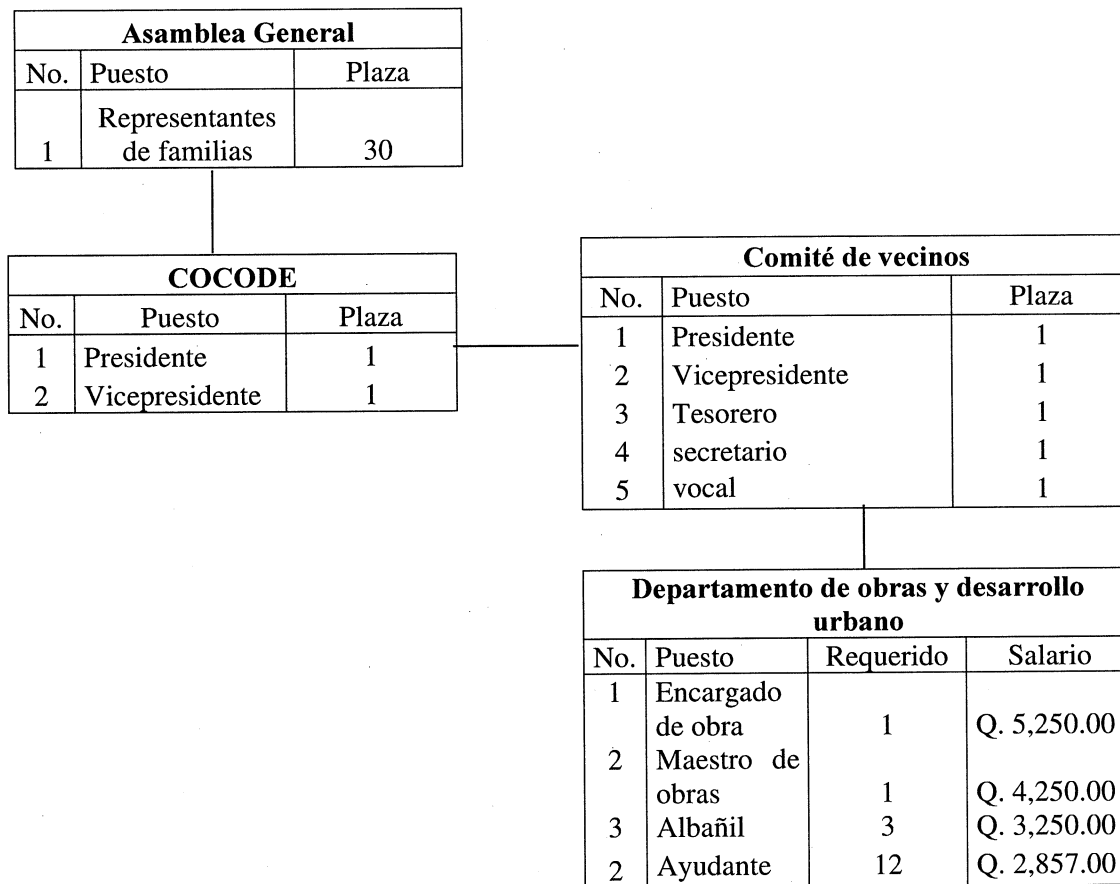 Asamblea General
No. Puesto Plaza
Representantes
1 de familias 30
COCODE
No. Puesto Plaza
1 Presidente 1
2 Vicepresidente 1
Comité de vecinos
No. Puesto Plaza
1 Presidente 1
2 Vicepresidente 1
3 Tesorero 1
4 secretario 1
5 vocal 1
Departamento de obras y desarrollo
urbano
No. Puesto Requerido Salario
1 Encargado
de obra 1 Q. 5,250.00
2 Maestro de
obras 1 Q. 4,250.00
3 Albañil 3 Q. 3,250.00
2 Ayudante 12 Q. 2,857.00